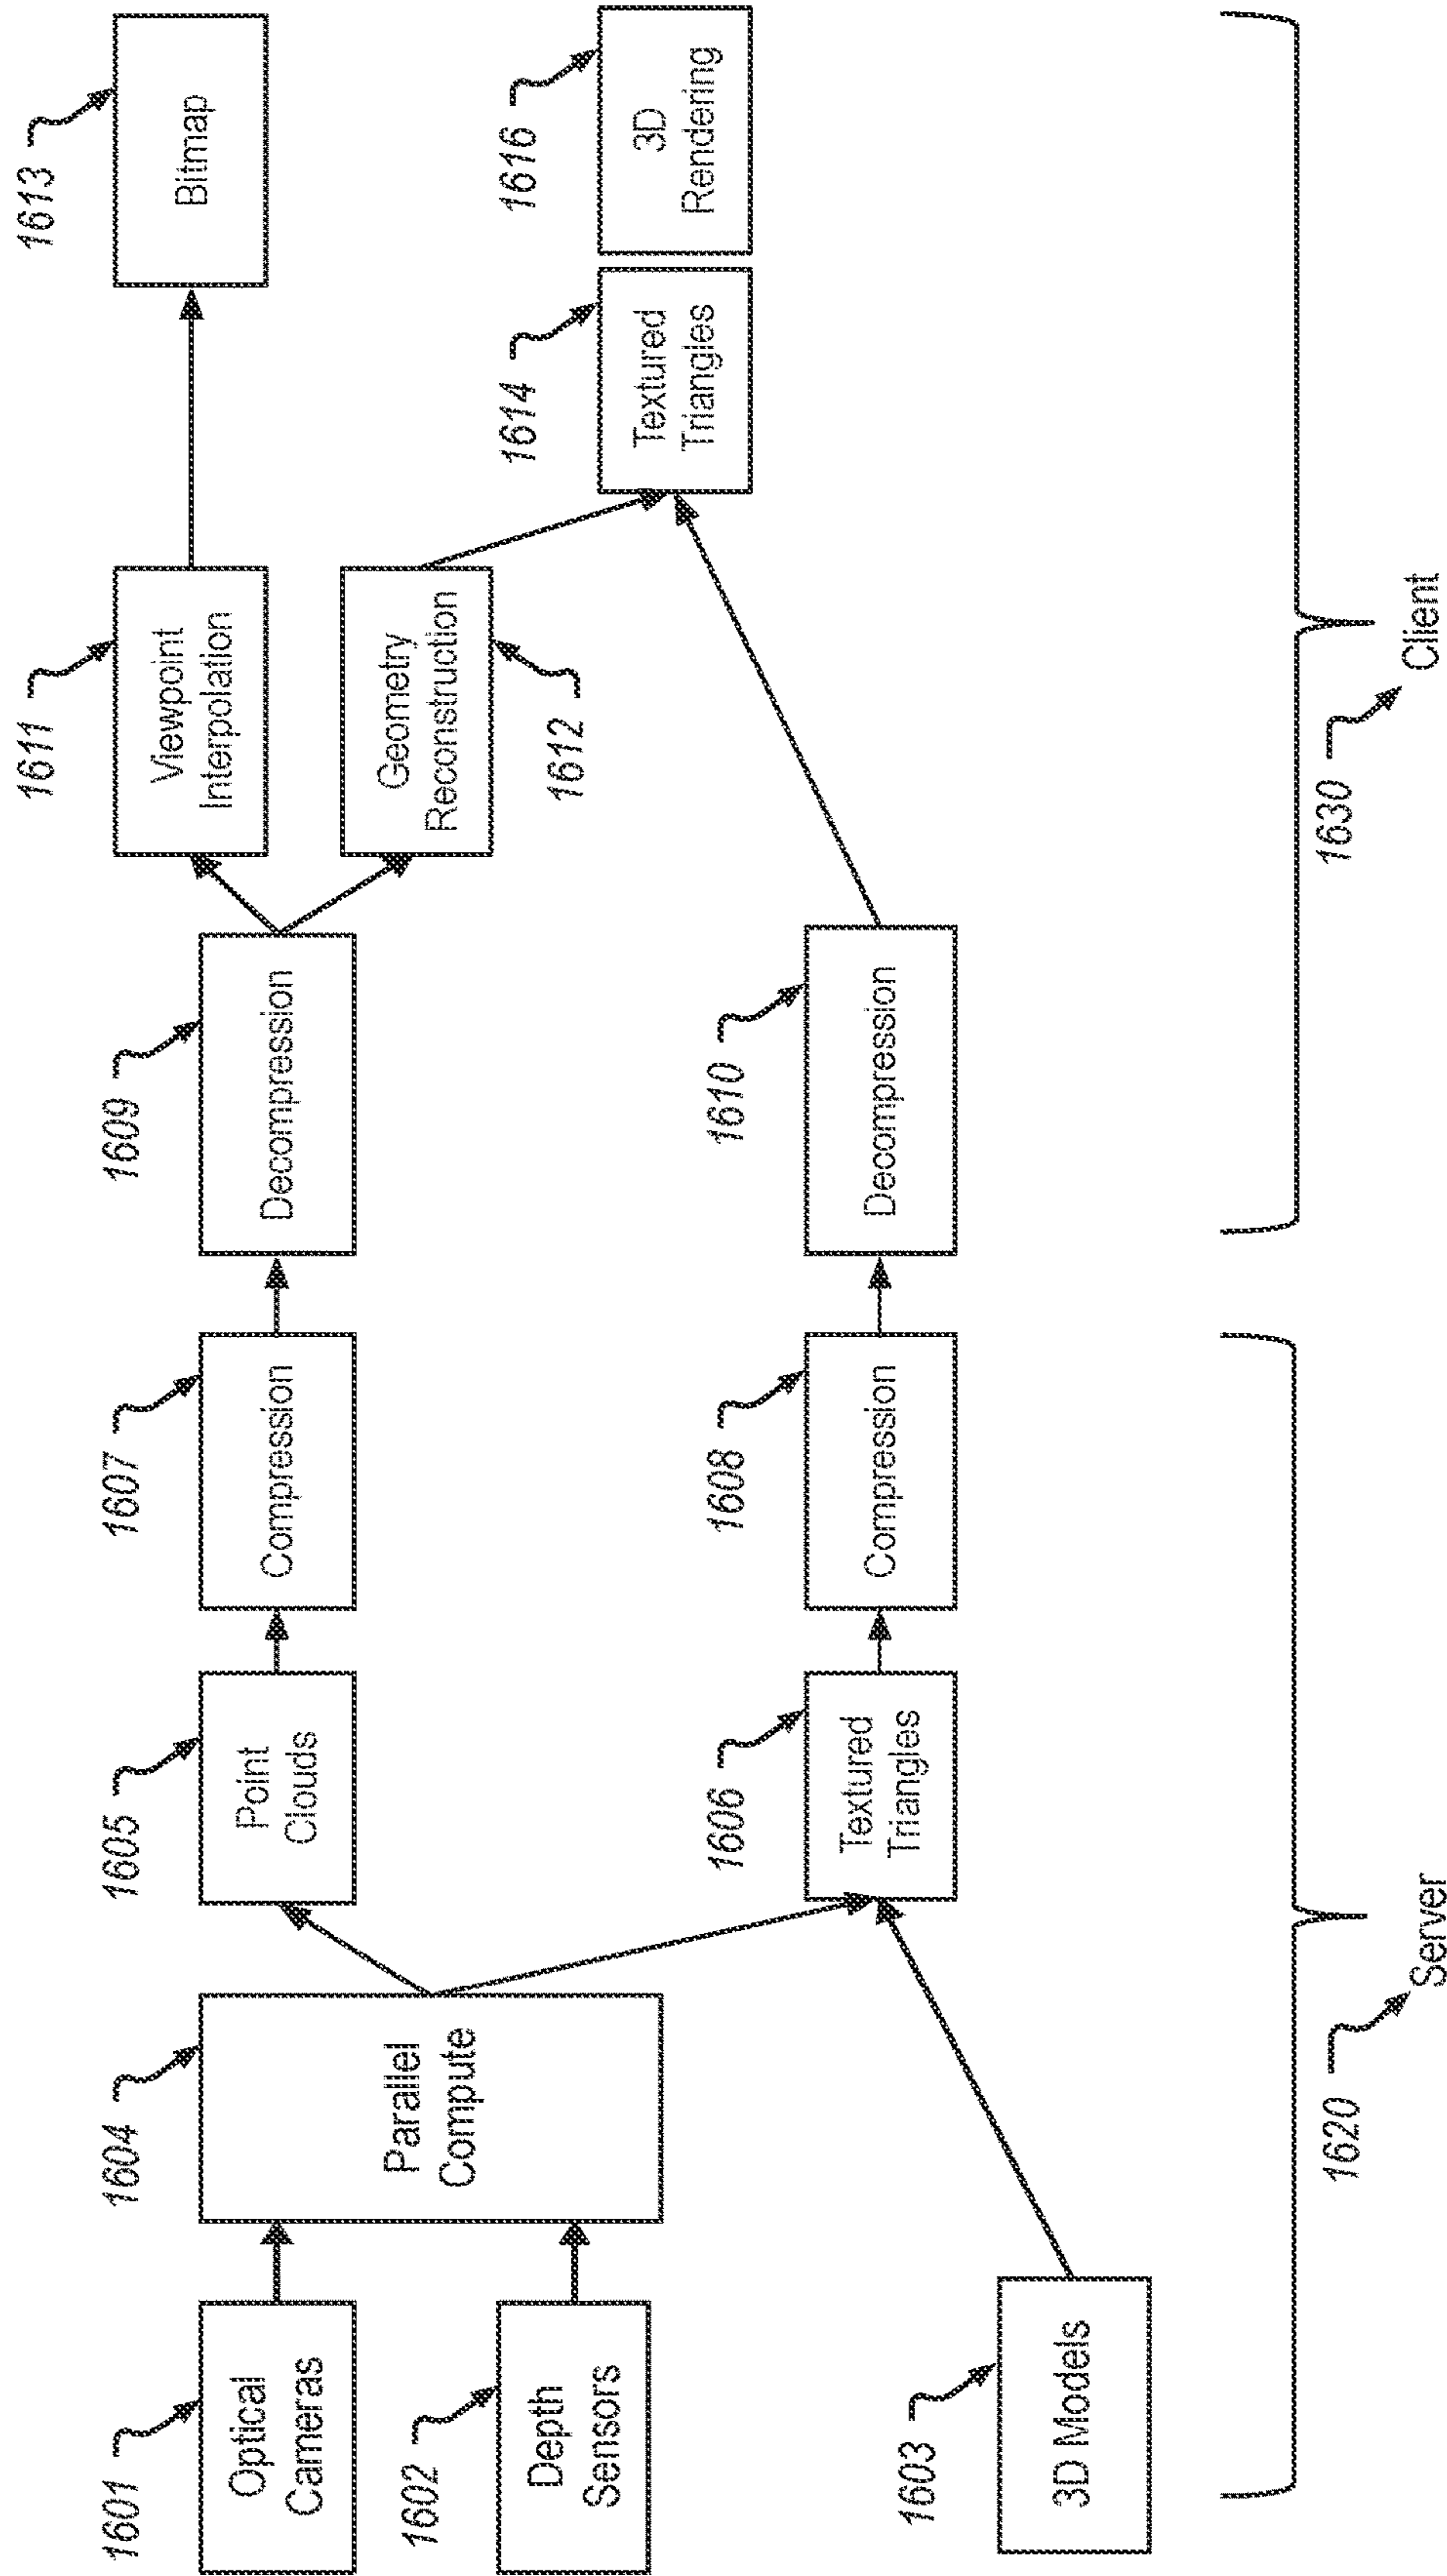 1601
Optical
Cameras
1602
Depth
Sensors
1603
3D Models
1604
Parallel
Compute
1605
Point
Clouds
1606
Textured
Triangles
1607
Compression
1608
Compression
1609
Decompression
1610
Decompression
1611
Viewpoint
Interpolation
Geometry
Reconstruction
1612
1613
Bitmap
1614
Textured
Triangles
1616
3D
Rendering
1620
Server
1630
Client